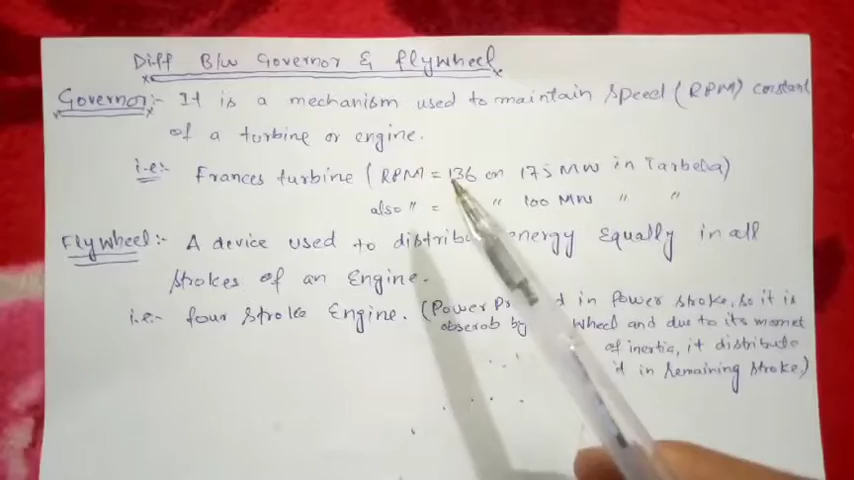 Diff B/w Governor & flywheel
Governor:- It is a mechanism used to maintain speed (RPM) constant
of a turbine or engine.
i.e:- Frances turbine (RPM = 136 on 175 MW in Tarbela)
also " = " 100 MW " "
Flywheel:- A device used to energy Equally in all
strokes of an Engine.
i.e:- four stroke Engine. (Power in Power stroke, so it is
obserob by wheel and due to its momet
of inertia, it distribute
in remaining stroke)